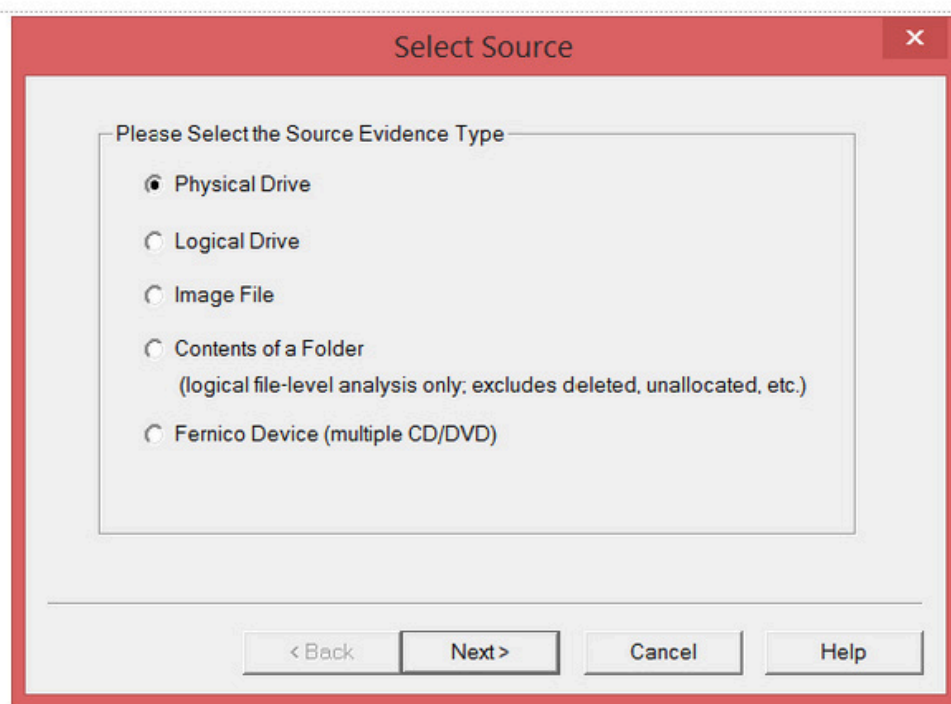 Select Source
Please Select the Source Evidence Type
Physical Drive
Logical Drive
Image File
Contents of a Folder
(logical file-level analysis only; excludes deleted, unallocated, etc.)
Fernico Device (multiple CD/DVD)
< Back Next > Cancel Help